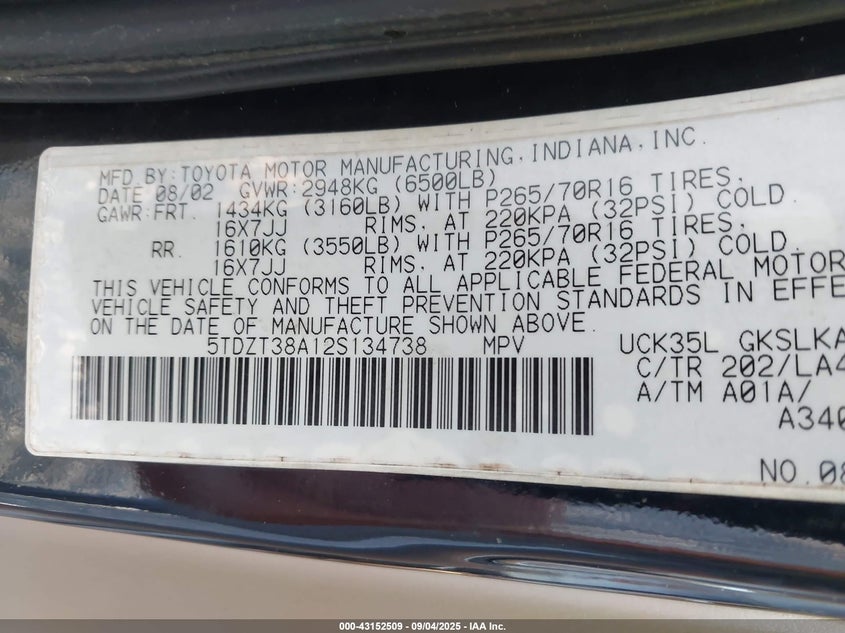 MFD.BY:TOYOTA MOTOR MANUFACTURING,INDIANA,INC.
DATE 08/02 GVWR:2948KG (6500LB)
GAWR:FRT. 1434KG (3160LB) WITH P265/70R16 TIRES.
16X7JJ RIMS, AT 220KPA (32PSI) COLD.
RR. 1610KG (3550LB) WITH P265/70R16 TIRES.
16X7JJ RIMS, AT 220KPA (32PSI) COLD.
THIS VEHICLE CONFORMS TO ALL APPLICABLE FEDERAL MOTOR
VEHICLE SAFETY AND THEFT PREVENTION STANDARDS IN EFFE
ON THE DATE OF MANUFACTURE SHOWN ABOVE.
5TDZT38A12S134738 MPV UCK35L GKSLKA
C/TR 202/LA4
A/TM A01A/
A340
NO.08
000-43152509 - 09/04/2025 - IAA Inc.